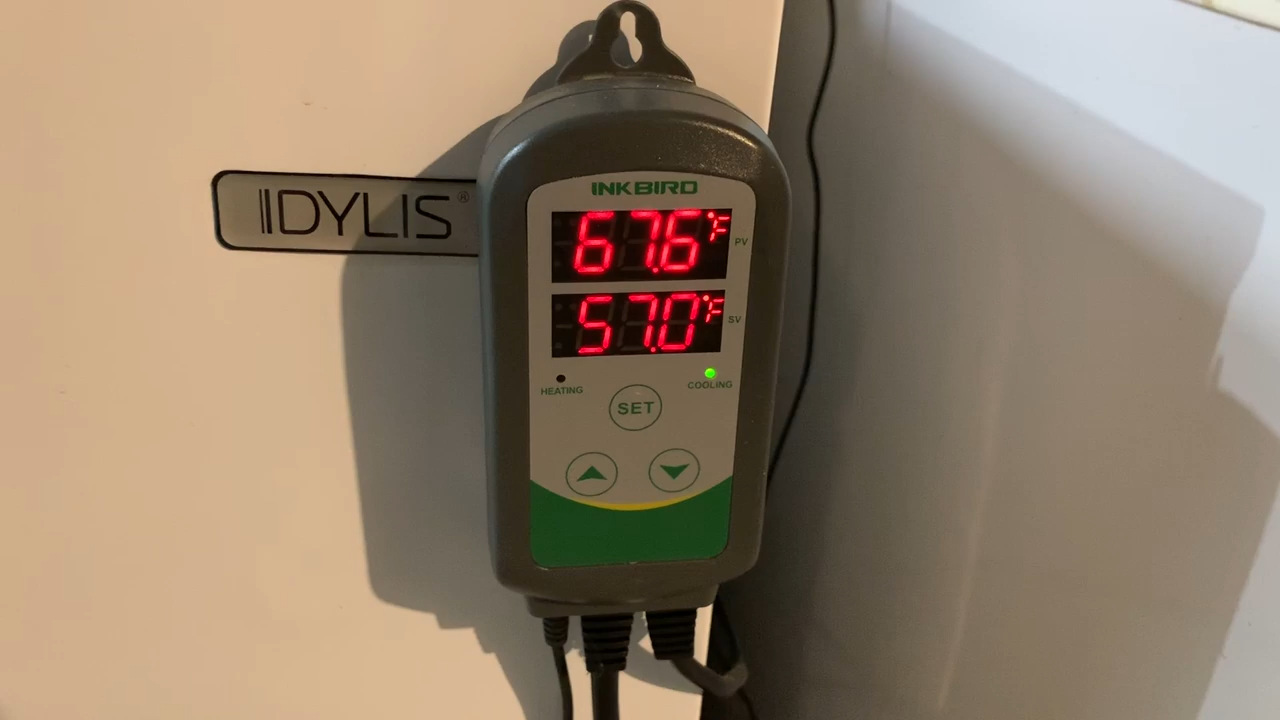 IDYLIS®
INKBIRD
67.6°F PV
57.0°F SV
HEATING COOLING
SET